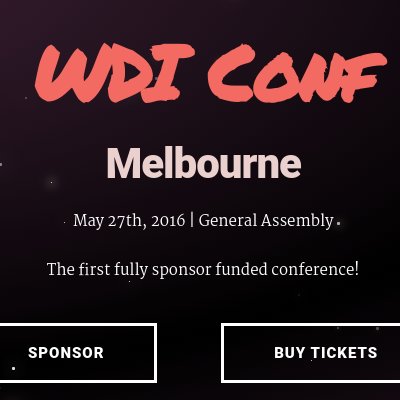 WDI Conf
Melbourne
May 27th, 2016 | General Assembly
The first fully sponsor funded conference!
SPONSOR
BUY TICKETS